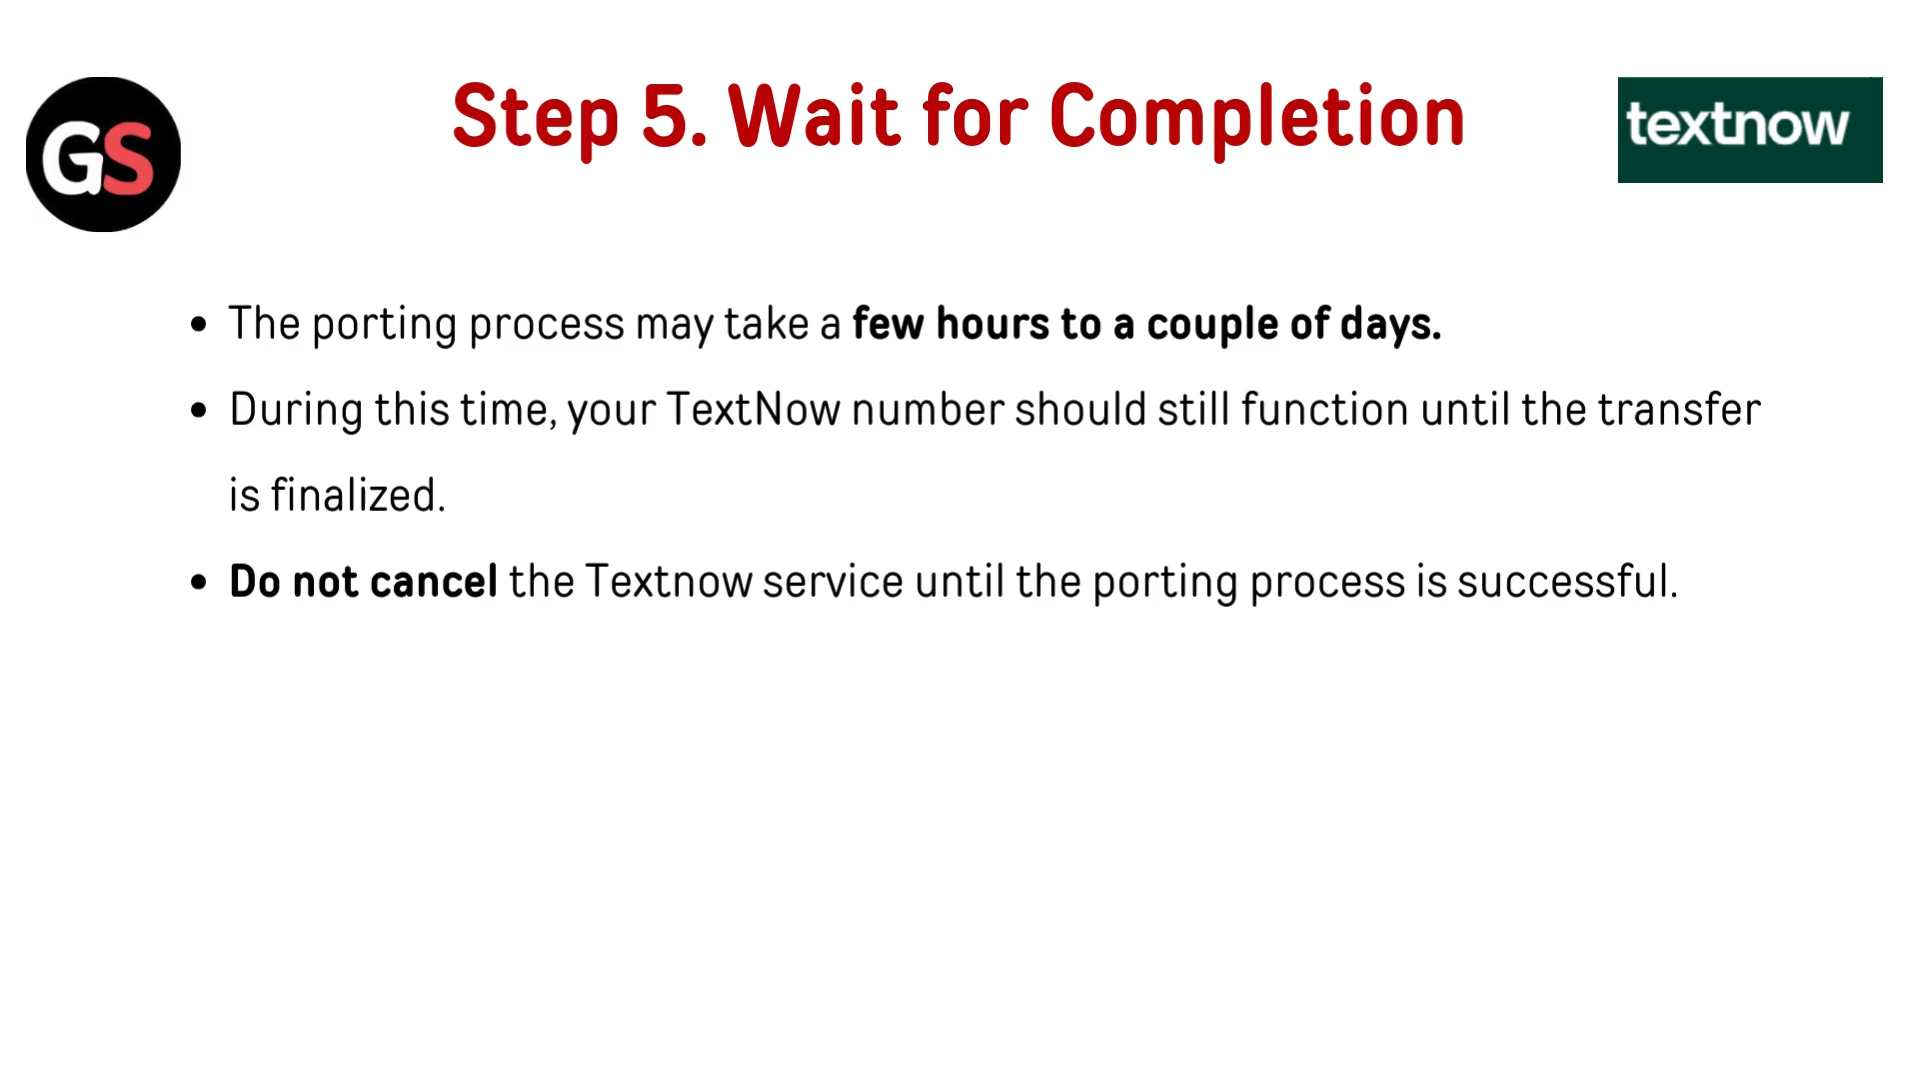 GS
Step 5. Wait for Completion
textnow
• The porting process may take a few hours to a couple of days.
• During this time, your TextNow number should still function until the transfer
is finalized.
• Do not cancel the Textnow service until the porting process is successful.